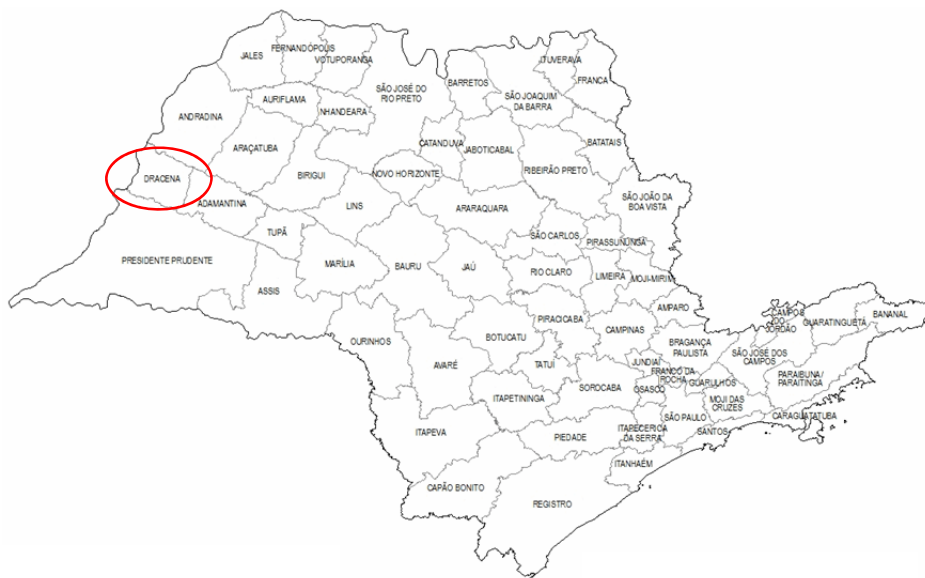 JALES
FERNANDÓPOLIS
VOTUPORANGA
ITUVERAVA
FRANCA
BARRETOS
SÃO JOSÉ DO
RIO PRETO
SÃO JOAQUIM
DA BARRA
AURIFLAMA
NHANDEARA
ANDRADINA
ARAÇATUBA
CATANDUVA
JABOTICABAL
BATATAIS
RIBEIRÃO PRETO
DRACENA
BIRIGUI
NOVO HORIZONTE
ADAMANTINA
LINS
ARARAQUARA
SÃO JOÃO DA
BOA VISTA
TUPÃ
SÃO CARLOS
PIRASSUNUNGA
PRESIDENTE PRUDENTE
MARÍLIA
BAURU
JAÚ
RIO CLARO
LIMEIRA
MOJI-MIRIM
ASSIS
AMPARO
CAMPOS
DO
JORDÃO
GUARATINGUETÁ
BANANAL
OURINHOS
BOTUCATU
PIRACICABA
CAMPINAS
BRAGANÇA
PAULISTA
SÃO JOSÉ DOS
CAMPOS
AVARÉ
TATUÍ
JUNDIAÍ
FRANCO DA
ROCHA
GUARULHOS
PARAIBUNA/
PARAITINGA
SOROCABA
OSASCO
ITAPETININGA
MOJI DAS
CRUZES
CARAGUATATUBA
SÃO PAULO
ITAPEVA
PIEDADE
ITAPECERICA
DA SERRA
SANTOS
ITANHAÉM
CAPÃO BONITO
REGISTRO